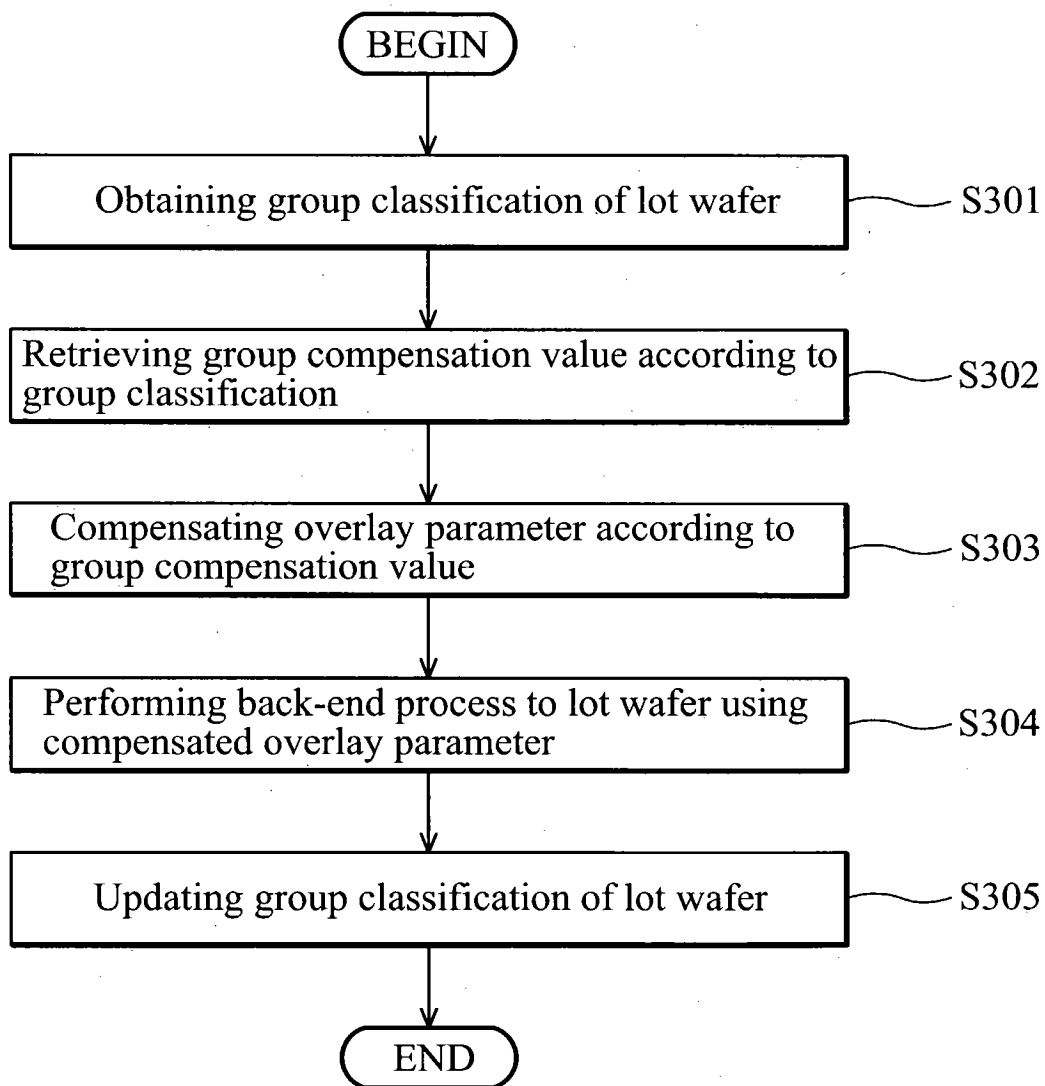 BEGIN
Obtaining group classification of lot wafer
S301
Retrieving group compensation value according to
group classification
S302
Compensating overlay parameter according to
group compensation value
S303
Performing back-end process to lot wafer using
compensated overlay parameter
S304
Updating group classification of lot wafer
S305
END